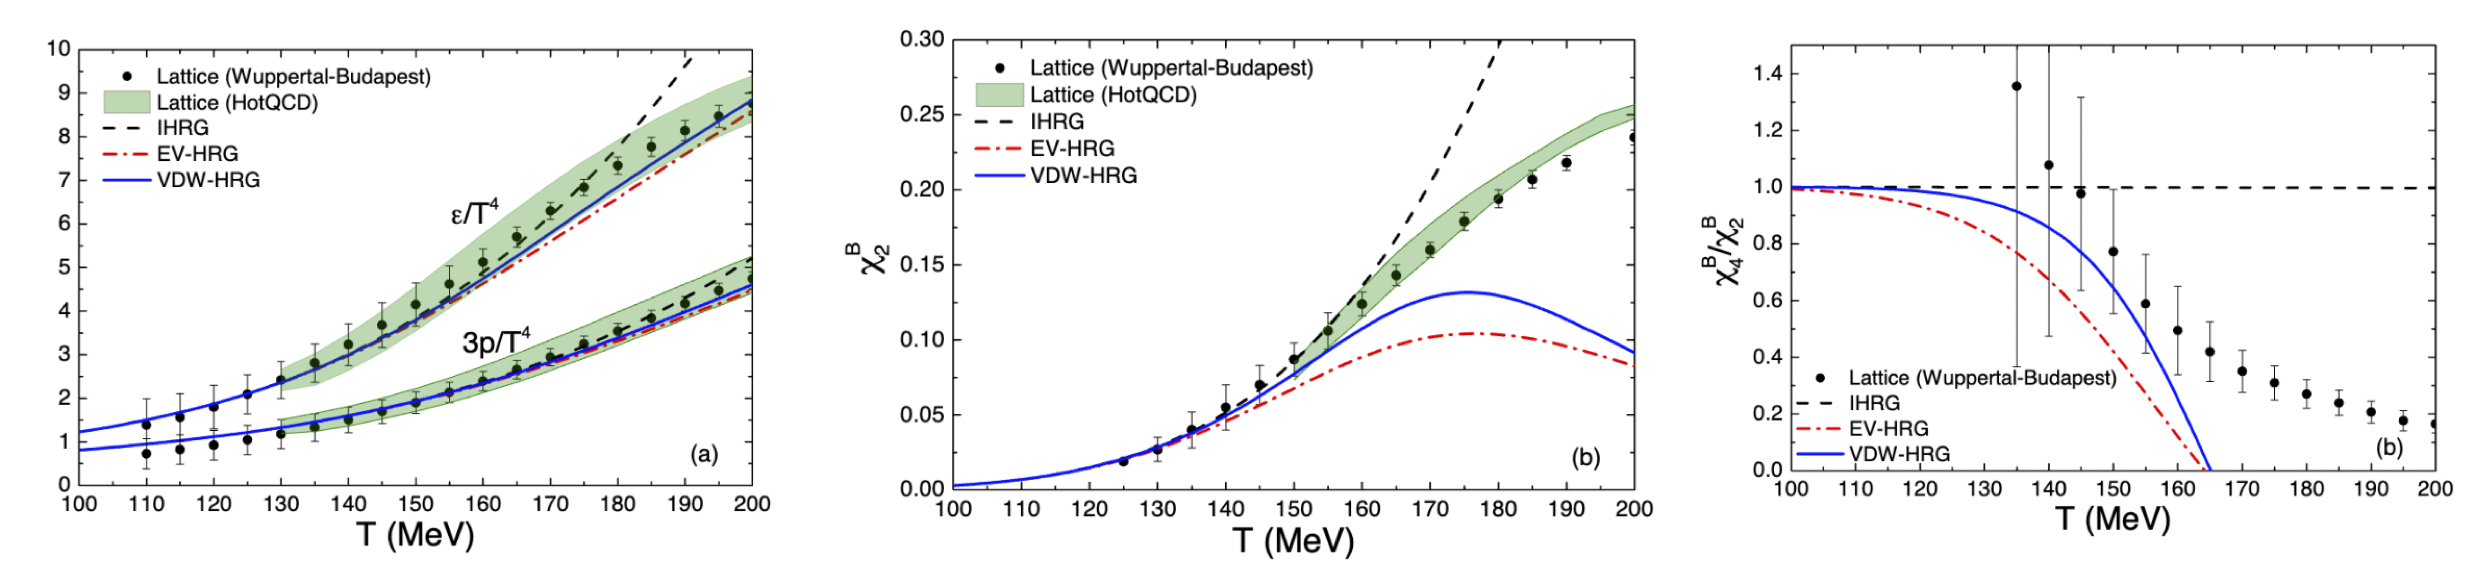 10
9
8
7
6
5
4
3
2
1
0
Lattice (Wuppertal-Budapest)
Lattice (HotQCD)
IHRG
EV-HRG
VDW-HRG
ε/T⁴
3p/T⁴
(a)
100 110 120 130 140 150 160 170 180 190 200
T (MeV)
χ₂ᴮ
0.30
0.25
0.20
0.15
0.10
0.05
0.00
Lattice (Wuppertal-Budapest)
Lattice (HotQCD)
IHRG
EV-HRG
VDW-HRG
(b)
100 110 120 130 140 150 160 170 180 190 200
T (MeV)
χ₄ᴮ/χ₂ᴮ
1.4
1.2
1.0
0.8
0.6
0.4
0.2
0.0
Lattice (Wuppertal-Budapest)
IHRG
EV-HRG
VDW-HRG
(b)
100 110 120 130 140 150 160 170 180 190 200
T (MeV)